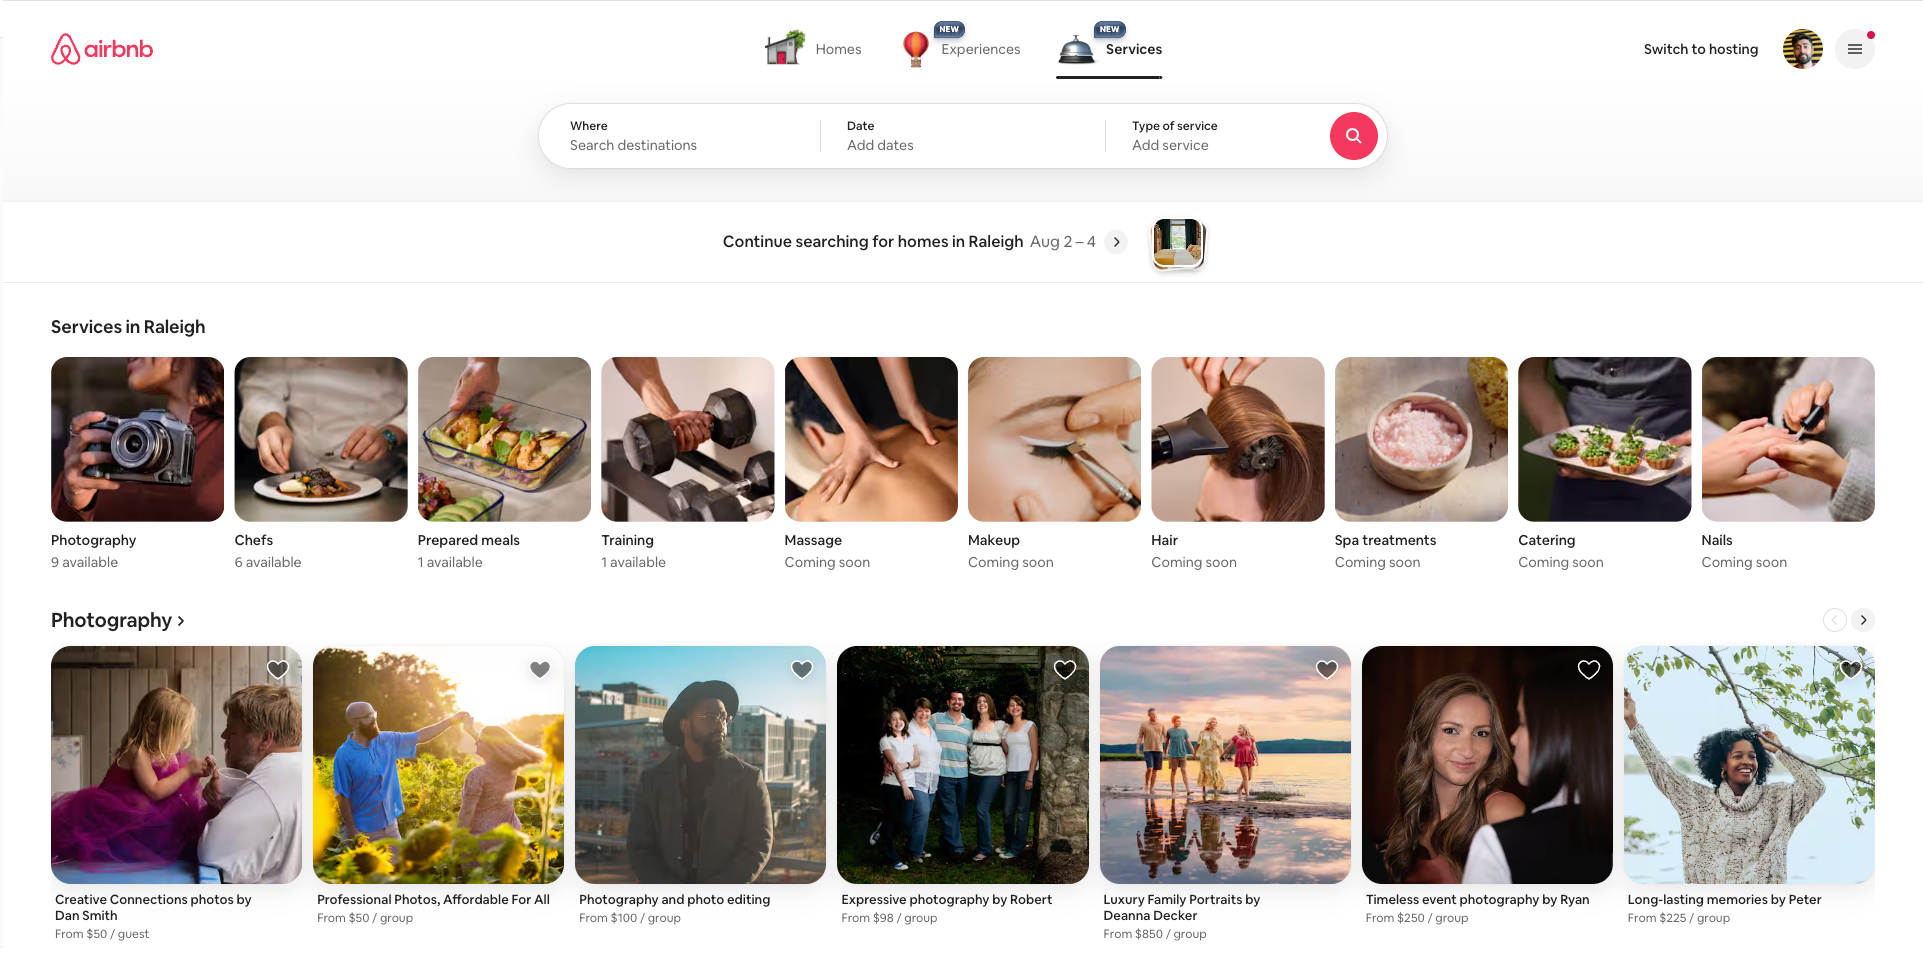 airbnb
Homes
NEW
Experiences
NEW
Services
Switch to hosting
Where
Search destinations
Date
Add dates
Type of service
Add service
Continue searching for homes in Raleigh Aug 2 – 4
Services in Raleigh
Photography
9 available
Chefs
6 available
Prepared meals
1 available
Training
1 available
Massage
Coming soon
Makeup
Coming soon
Hair
Coming soon
Spa treatments
Coming soon
Catering
Coming soon
Nails
Coming soon
Photography
Creative Connections photos by
Dan Smith
From $50 / guest
Professional Photos, Affordable For All
From $50 / group
Photography and photo editing
From $100 / group
Expressive photography by Robert
From $98 / group
Luxury Family Portraits by
Deanna Decker
From $850 / group
Timeless event photography by Ryan
From $250 / group
Long-lasting memories by Peter
From $225 / group